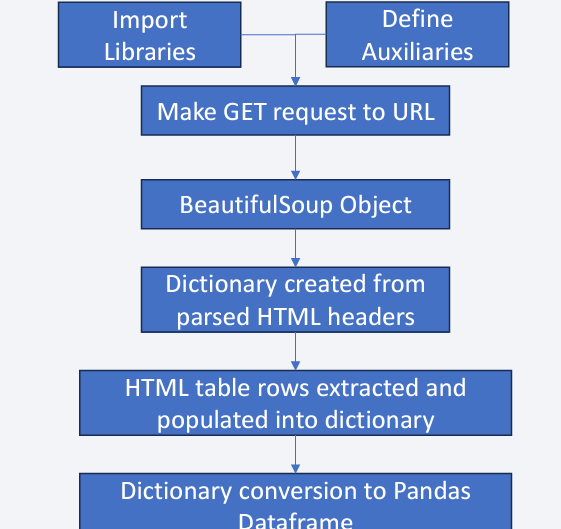 Import
Libraries
Define
Auxiliaries
Make GET request to URL
BeautifulSoup Object
Dictionary created from
parsed HTML headers
HTML table rows extracted and
populated into dictionary
Dictionary conversion to Pandas
Dataframe